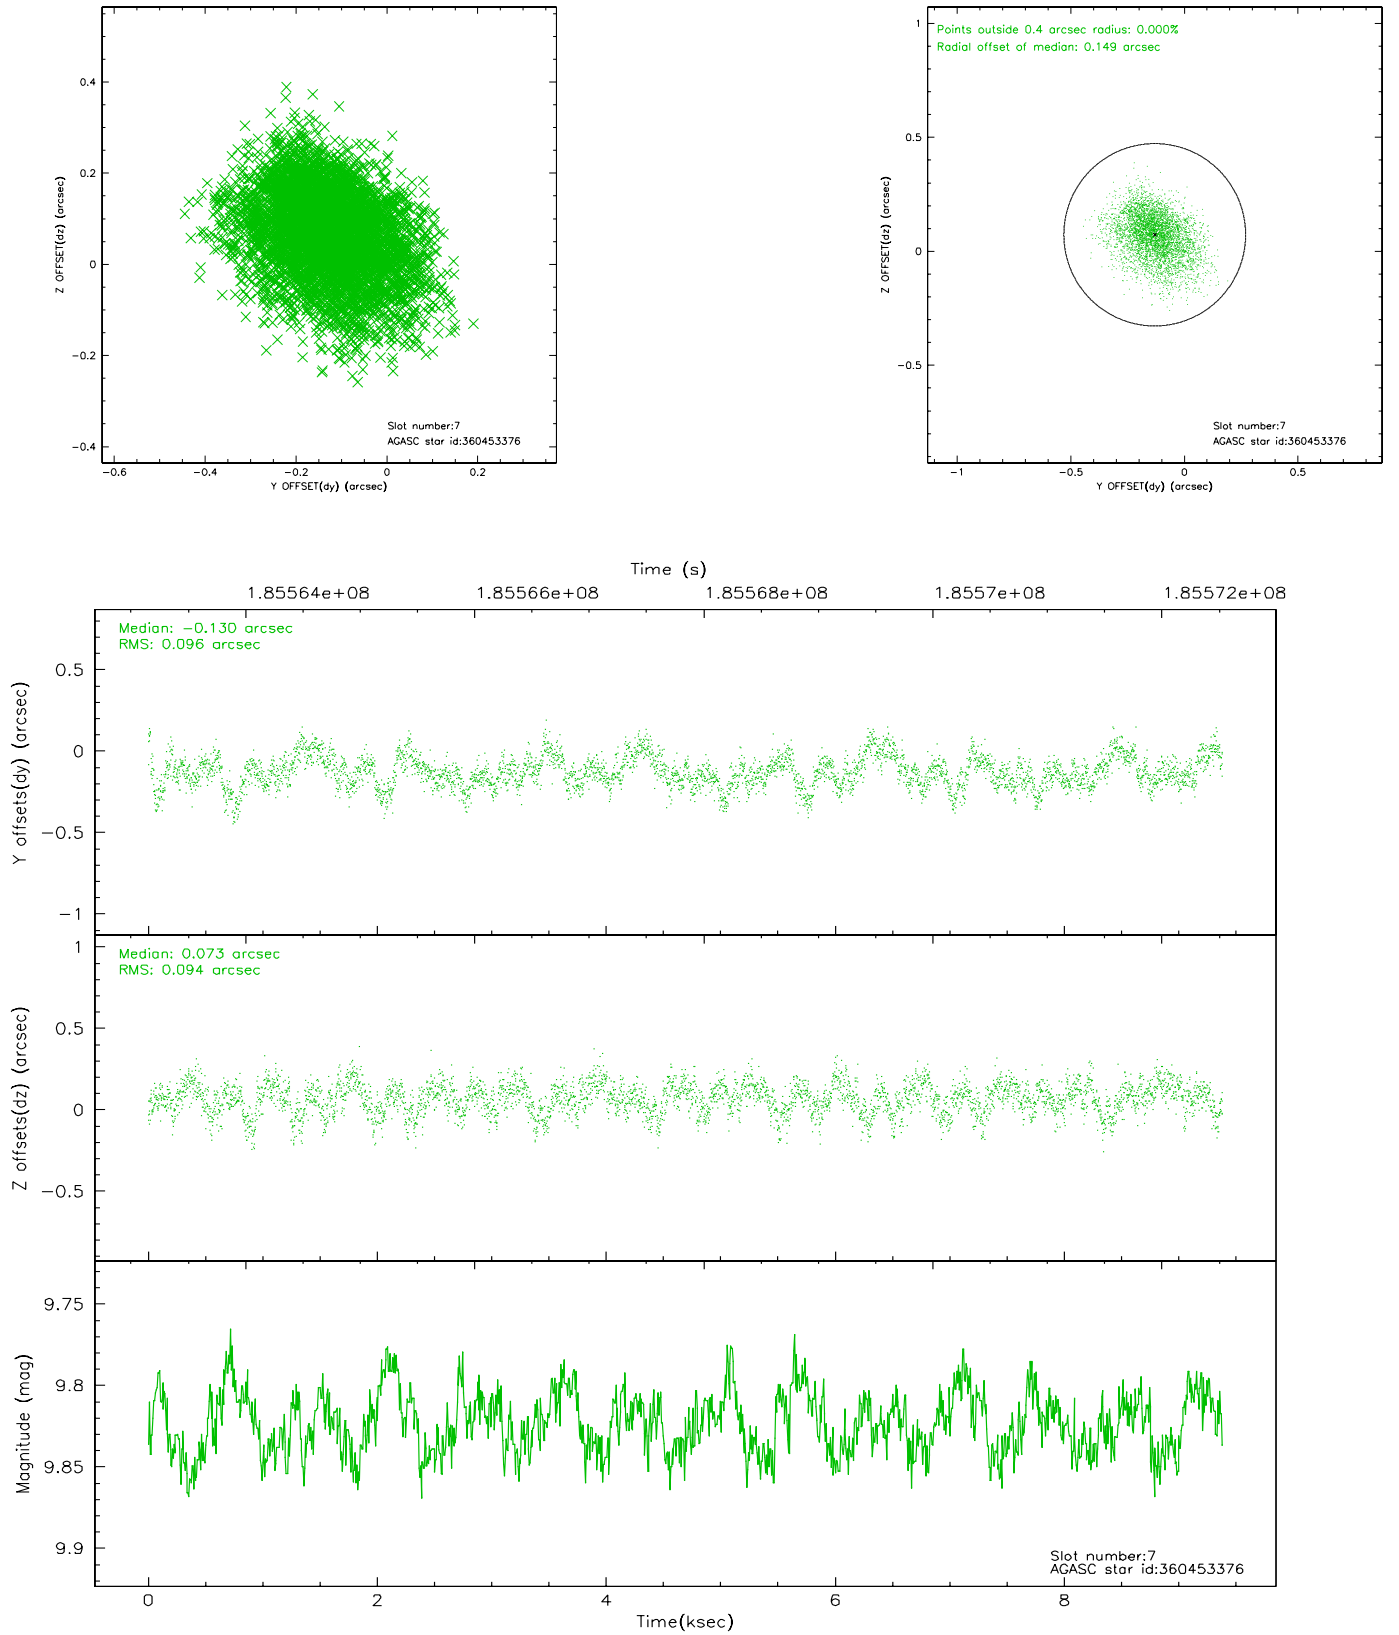 0.4
0.2
0
−0.2
−0.4
Z OFFSET(dz) (arcsec)
Slot number:7
AGASC star id:360453376
−0.6
−0.4
−0.2
0
0.2
Y OFFSET(dy) (arcsec)
Points outside 0.4 arcsec radius: 0.000%
Radial offset of median: 0.149 arcsec
1
0.5
0
−0.5
Z OFFSET(dz) (arcsec)
Slot number:7
AGASC star id:360453376
−1
−0.5
0
0.5
Y OFFSET(dy) (arcsec)
Time (s)
1.85564e+08
1.85566e+08
1.85568e+08
1.8557e+08
1.85572e+08
Median: −0.130 arcsec
RMS: 0.096 arcsec
0.5
0
−0.5
−1
Y offsets(dy) (arcsec)
Median: 0.073 arcsec
RMS: 0.094 arcsec
1
0.5
0
−0.5
Z offsets(dz) (arcsec)
9.75
9.8
9.85
9.9
Magnitude (mag)
Slot number:7
AGASC star id:360453376
0
2
4
6
8
Time(ksec)